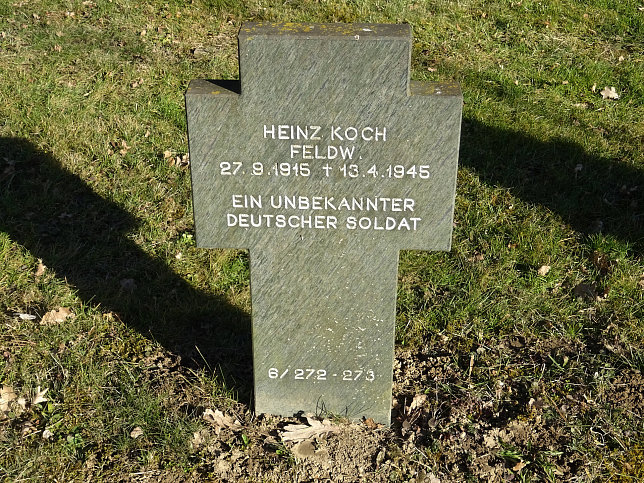 HEINZ KOCH
FELDW.
27.9.1915 † 13.4.1945
EIN UNBEKANNTER
DEUTSCHER SOLDAT
6/272 - 273